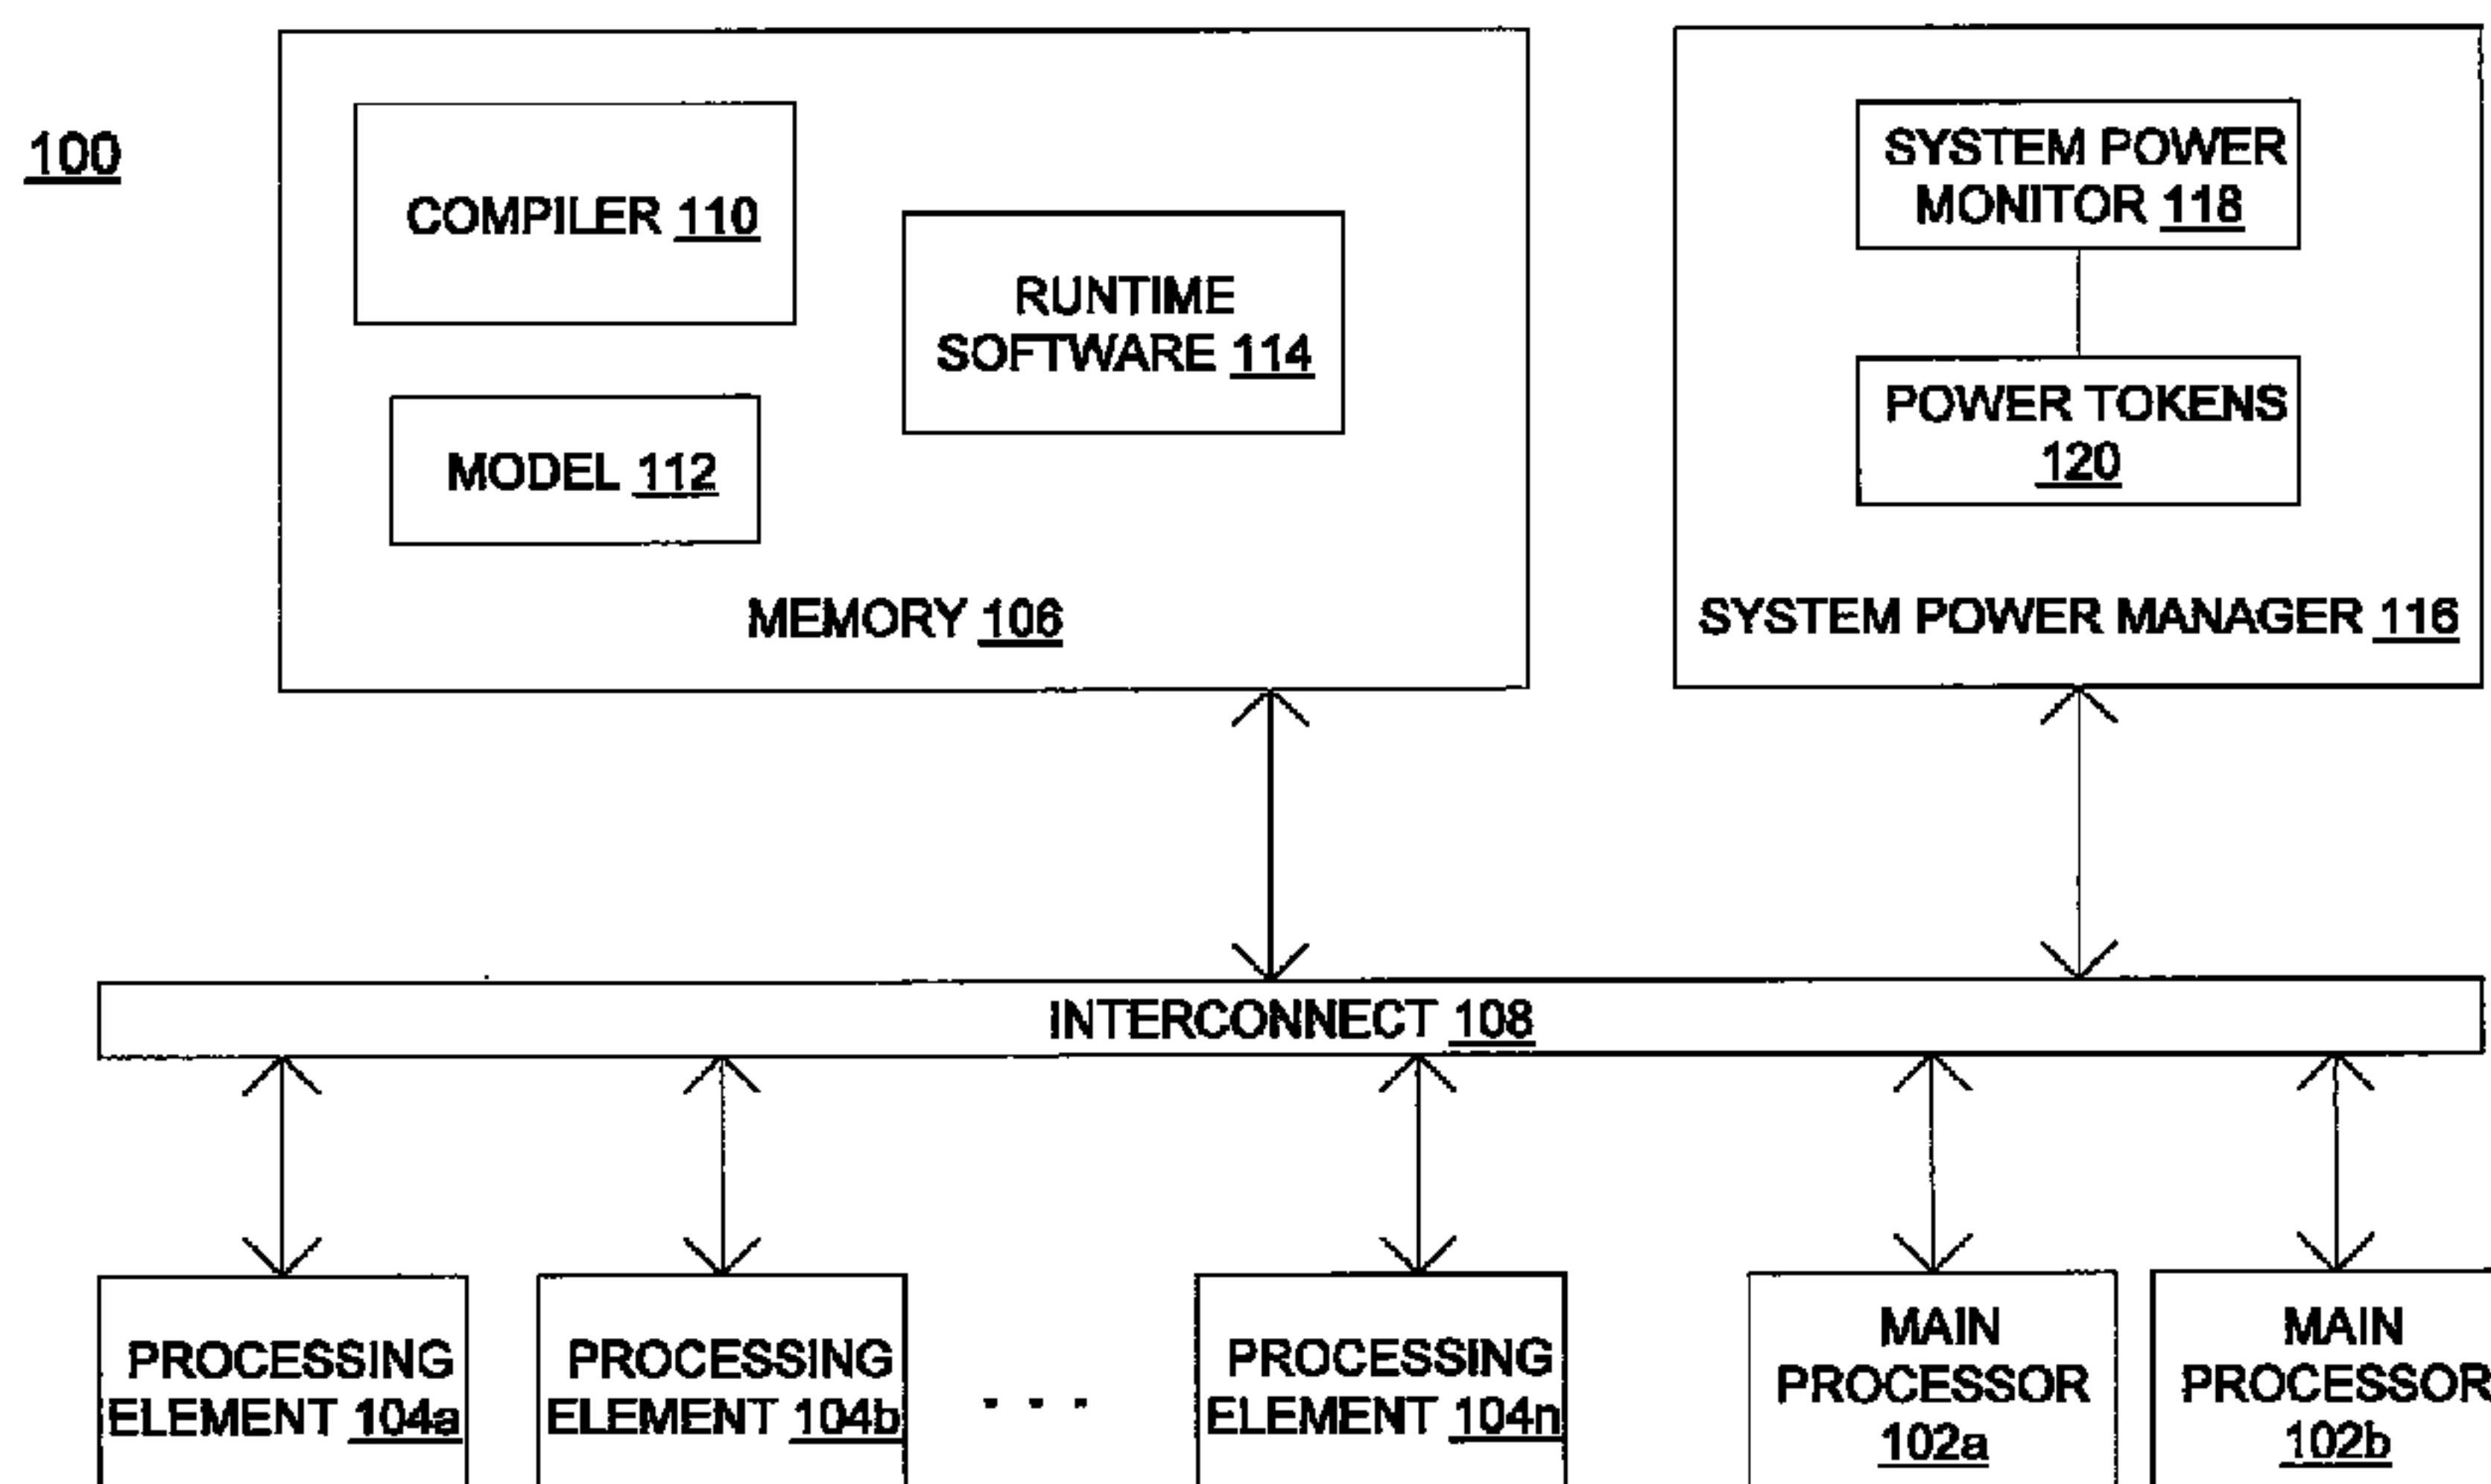 100
COMPILER 110
RUNTIME
SOFTWARE 114
MODEL 112
MEMORY 106
SYSTEM POWER
MONITOR 118
POWER TOKENS
120
SYSTEM POWER MANAGER 116
INTERCONNECT 108
PROCESSING
ELEMENT 104a
PROCESSING
ELEMENT 104b
. . .
PROCESSING
ELEMENT 104n
MAIN
PROCESSOR
102a
MAIN
PROCESSOR
102b